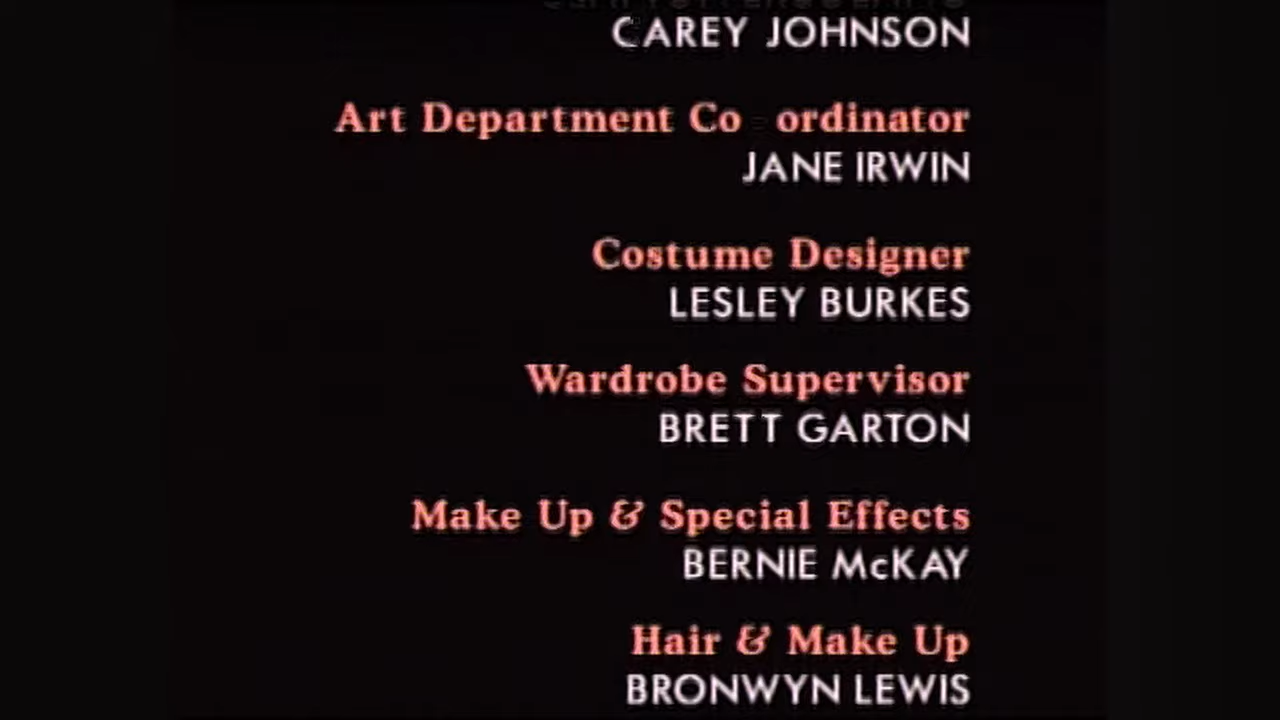 CAREY JOHNSON
Art Department Co ordinator
JANE IRWIN
Costume Designer
LESLEY BURKES
Wardrobe Supervisor
BRETT GARTON
Make Up & Special Effects
BERNIE McKAY
Hair & Make Up
BRONWYN LEWIS